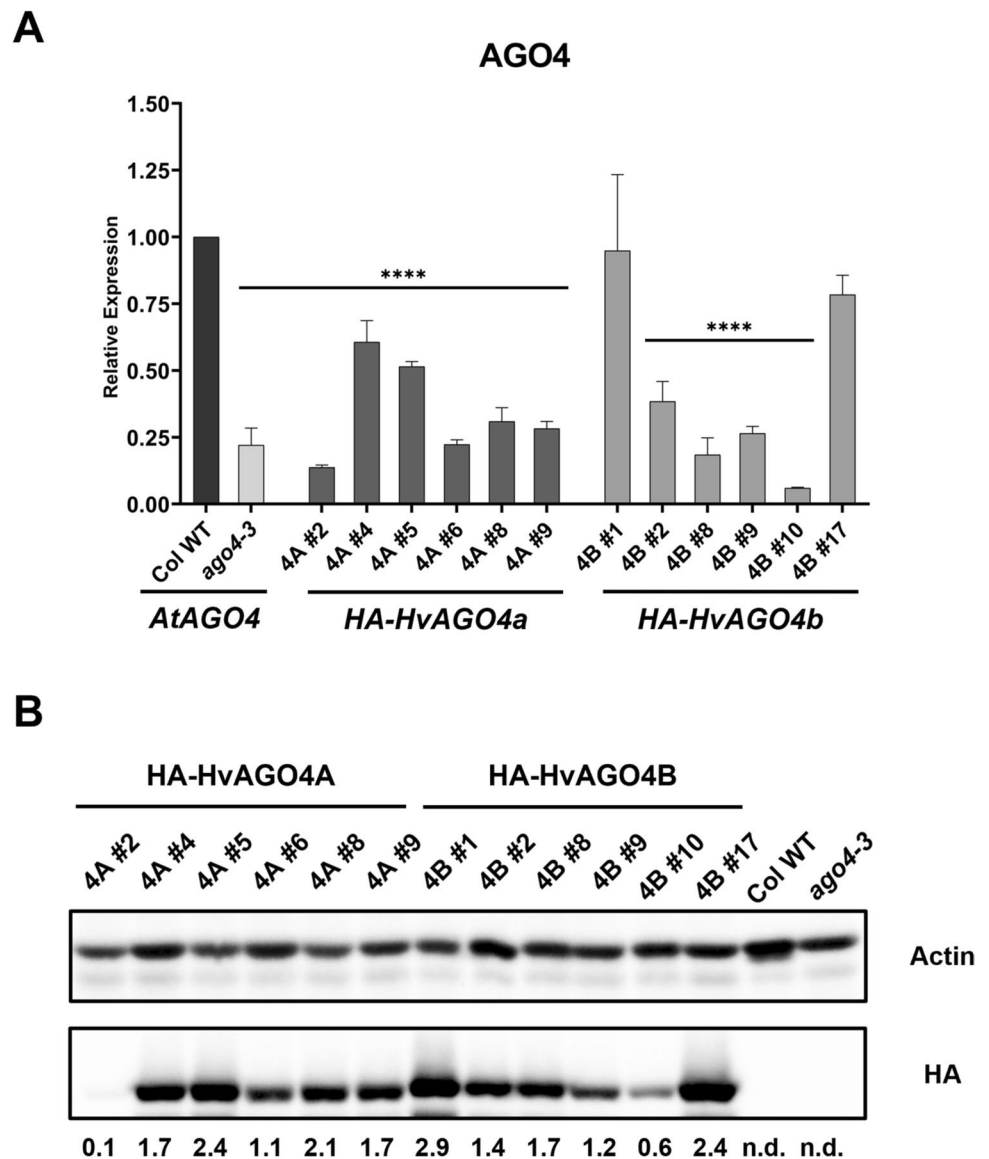 A
AGO4
1.50
1.25
1.00
0.75
0.50
0.25
0.00
Relative Expression
****
****
Col WT ago4-3 4A #2 4A #4 4A #5 4A #6 4A #8 4A #9 4B #1 4B #2 4B #8 4B #9 4B #10 4B #17
AtAGO4 HA-HvAGO4a HA-HvAGO4b
B
HA-HvAGO4A HA-HvAGO4B
4A #2 4A #4 4A #5 4A #6 4A #8 4A #9 4B #1 4B #2 4B #8 4B #9 4B #10 4B #17 Col WT ago4-3
Actin
HA
0.1 1.7 2.4 1.1 2.1 1.7 2.9 1.4 1.7 1.2 0.6 2.4 n.d. n.d.